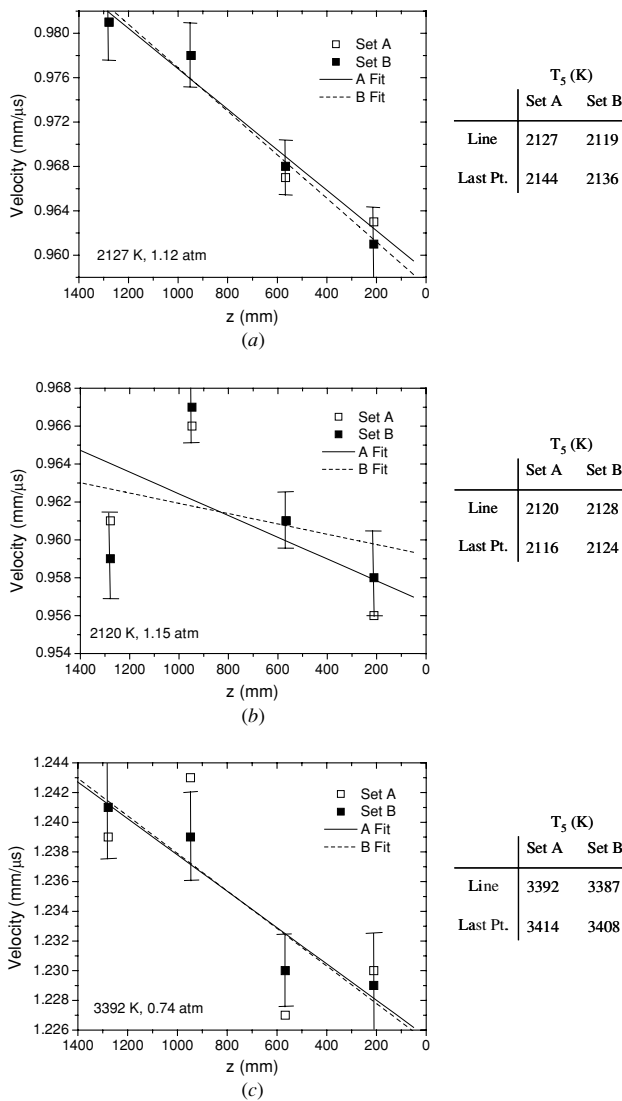 0.980
0.976
0.972
0.968
0.964
0.960
Velocity (mm/μs)
Set A
Set B
A Fit
B Fit
2127 K, 1.12 atm
1400 1200 1000 800 600 400 200 0
z (mm)
(a)
T5 (K)
Set A Set B
Line 2127 2119
Last Pt. 2144 2136
0.968
0.966
0.964
0.962
0.960
0.958
0.956
0.954
Velocity (mm/μs)
Set A
Set B
A Fit
B Fit
2120 K, 1.15 atm
1400 1200 1000 800 600 400 200 0
z (mm)
(b)
T5 (K)
Set A Set B
Line 2120 2128
Last Pt. 2116 2124
1.244
1.242
1.240
1.238
1.236
1.234
1.232
1.230
1.228
1.226
Velocity (mm/μs)
Set A
Set B
A Fit
B Fit
3392 K, 0.74 atm
1400 1200 1000 800 600 400 200 0
z (mm)
(c)
T5 (K)
Set A Set B
Line 3392 3387
Last Pt. 3414 3408